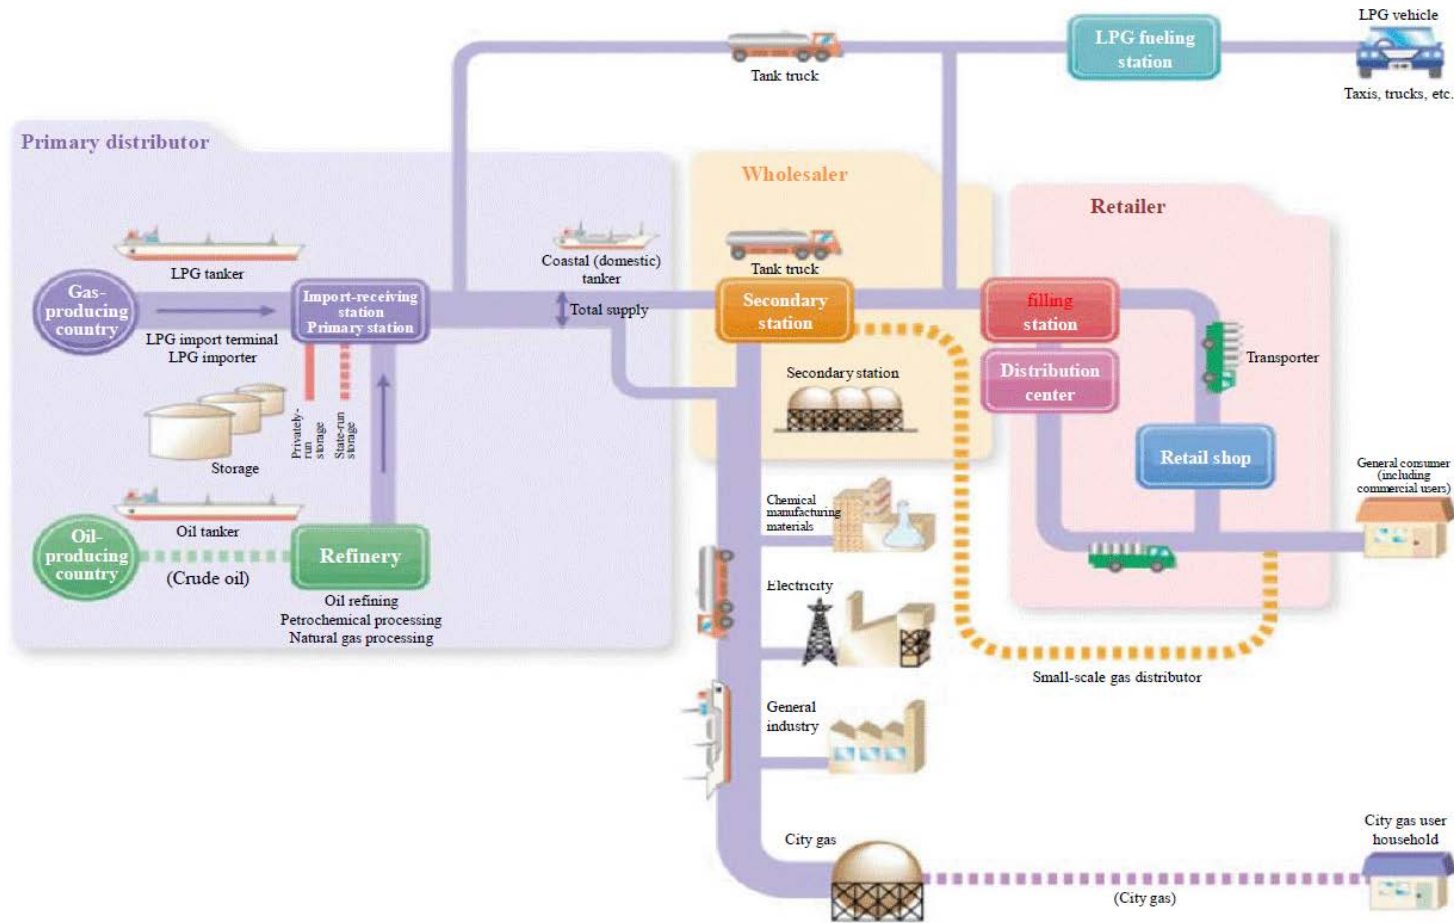 LPG vehicle
LPG fueling
station
Tank truck
Taxis, trucks, etc.
Primary distributor
Wholesaler
Retailer
LPG tanker
Coastal (domestic)
tanker
Tank truck
Gas-
producing
country
Import-receiving
station
Primary station
Total supply
Secondary
station
filling
station
LPG import terminal
LPG importer
Transporter
Distribution
center
Secondary station
Privately-
run
storage
State-run
storage
Storage
Retail shop
General consumer
(including
commercial users)
Oil tanker
Chemical
manufacturing
materials
Oil-
producing
country
(Crude oil)
Refinery
Oil refining
Petrochemical processing
Natural gas processing
Electricity
Small-scale gas distributor
General
industry
City gas
City gas user
household
(City gas)